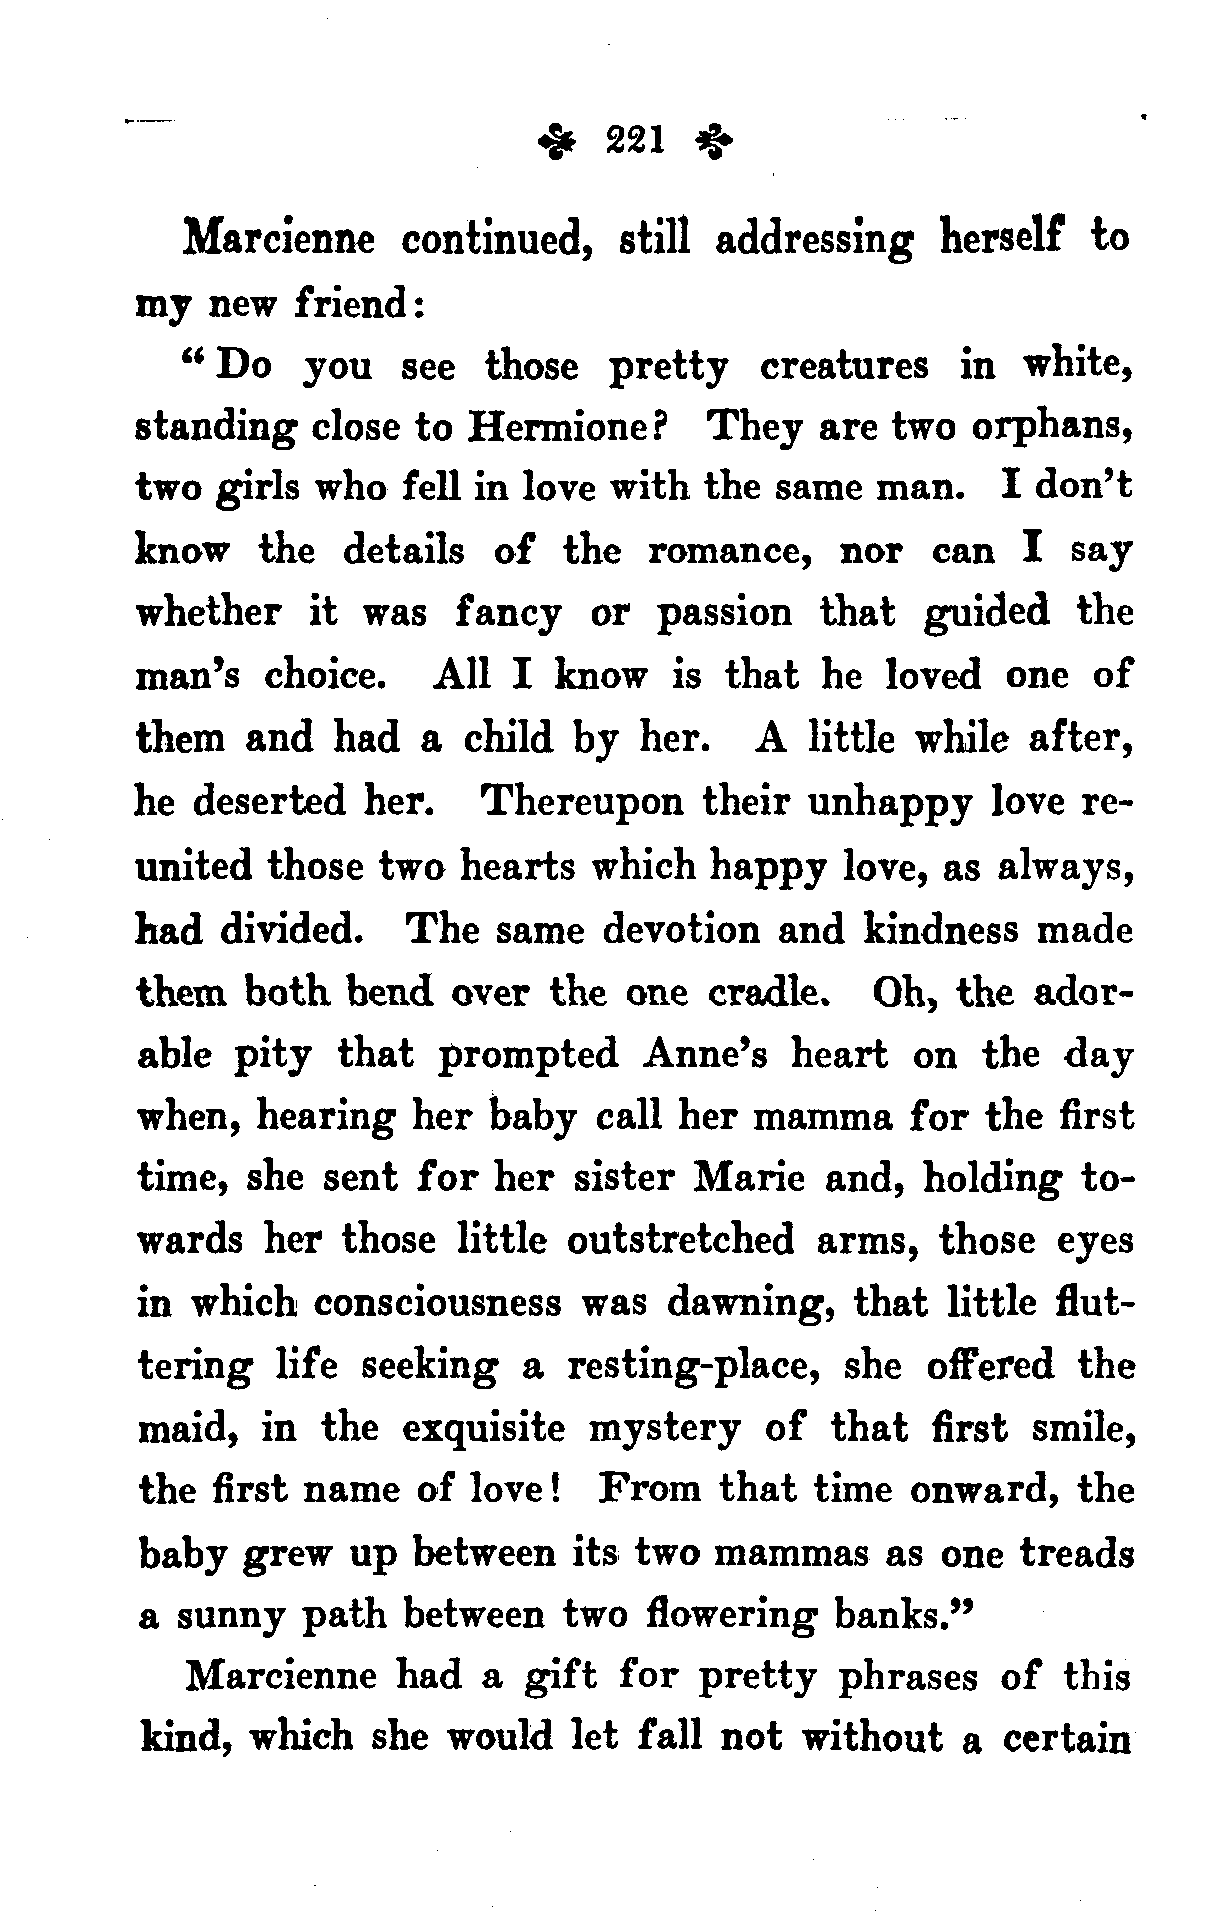 221
Marcienne continued, still addressing herself to
my new friend:
“Do you see those pretty creatures in white,
standing close to Hermione? They are two orphans,
two girls who fell in love with the same man. I don’t
know the details of the romance, nor can I say
whether it was fancy or passion that guided the
man’s choice. All I know is that he loved one of
them and had a child by her. A little while after,
he deserted her. Thereupon their unhappy love re-
united those two hearts which happy love, as always,
had divided. The same devotion and kindness made
them both bend over the one cradle. Oh, the ador-
able pity that prompted Anne’s heart on the day
when, hearing her baby call her mamma for the first
time, she sent for her sister Marie and, holding to-
wards her those little outstretched arms, those eyes
in which consciousness was dawning, that little flut-
tering life seeking a resting-place, she offered the
maid, in the exquisite mystery of that first smile,
the first name of love! From that time onward, the
baby grew up between its two mammas as one treads
a sunny path between two flowering banks.”
Marcienne had a gift for pretty phrases of this
kind, which she would let fall not without a certain